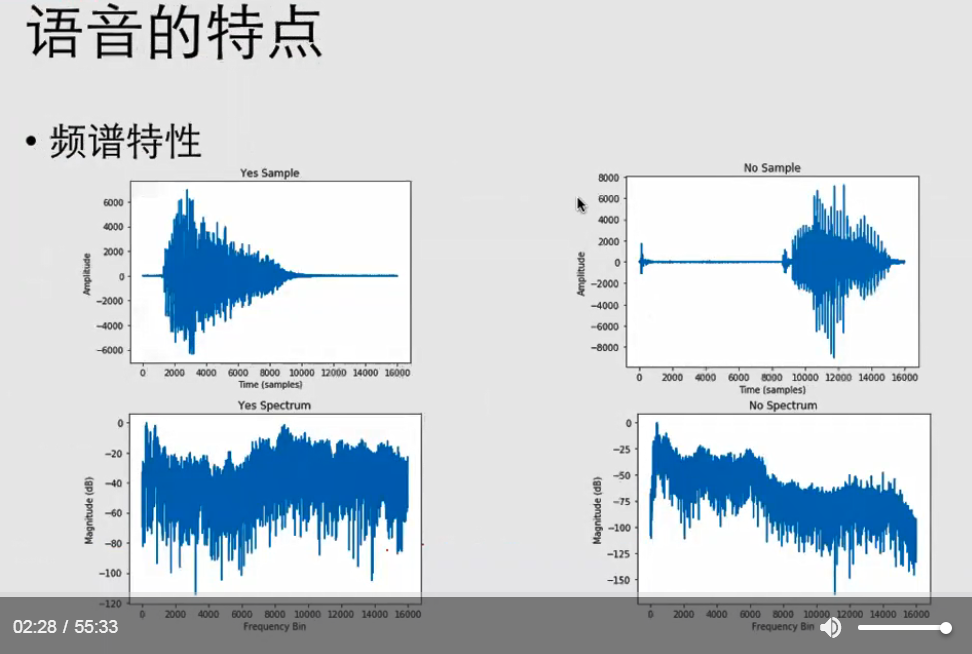 语音的特点
• 频谱特性
Yes Sample
6000
4000
2000
0
−2000
−4000
−6000
Amplitude
0 2000 4000 6000 8000 10000 12000 14000 16000
Time (samples)
No Sample
8000
6000
4000
2000
0
−2000
−4000
−6000
−8000
Amplitude
0 2000 4000 6000 8000 10000 12000 14000 16000
Time (samples)
Yes Spectrum
0
−20
−40
−60
−80
−100
−120
Magnitude (dB)
0 2000 4000 6000 8000 10000 12000 14000 16000
Frequency Bin
No Spectrum
0
−25
−50
−75
−100
−125
−150
Magnitude (dB)
0 2000 4000 6000 8000 10000 12000 14000 16000
Frequency Bin
02:28 / 55:33